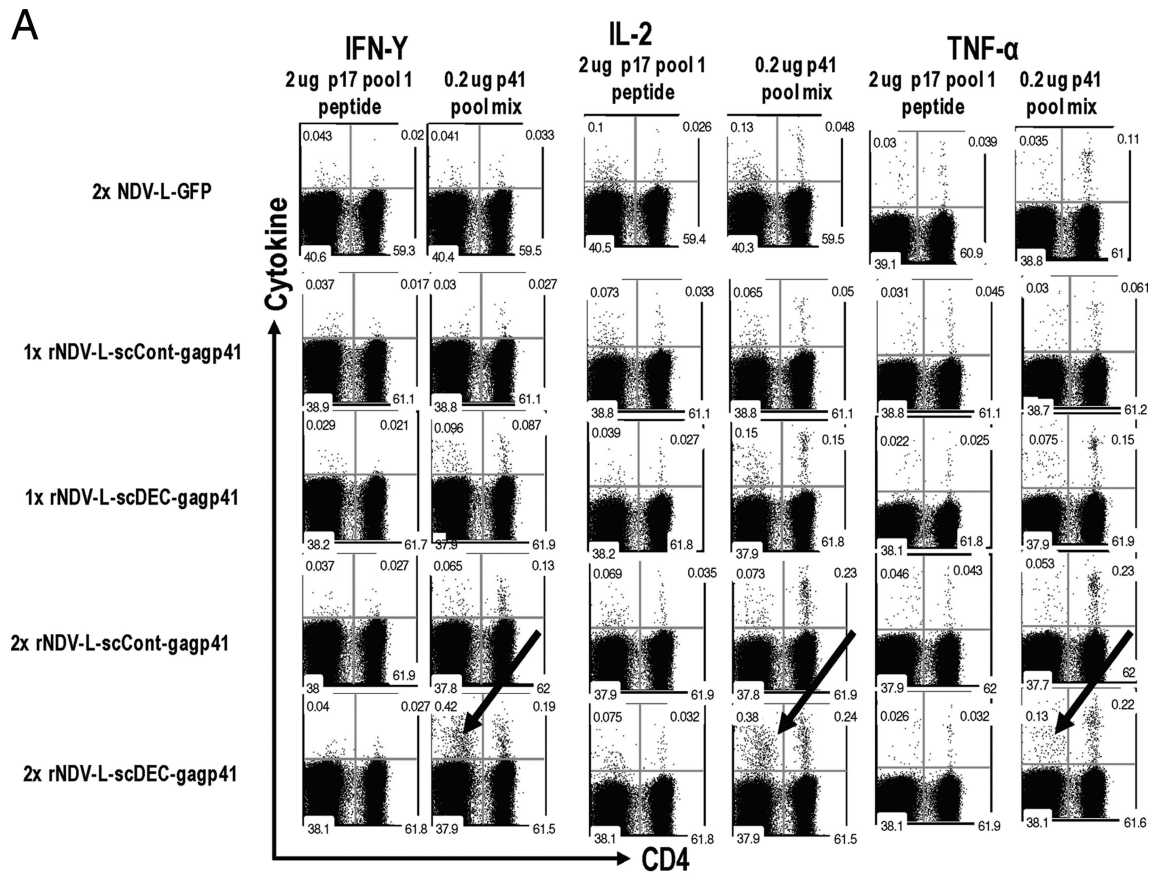 A
IFN-Y IL-2 TNF-α
2 ug p17 pool 1 peptide 0.2 ug p41 pool mix 2 ug p17 pool 1 peptide 0.2 ug p41 pool mix 2 ug p17 pool 1 peptide 0.2 ug p41 pool mix
Cytokine
2x NDV-L-GFP
0.043 0.02 0.041 0.033 0.1 0.026 0.13 0.048 0.03 0.039 0.035 0.11
40.6 59.3 40.4 59.5 40.5 59.4 40.3 59.5 39.1 60.9 38.8 61
1x rNDV-L-scCont-gagp41
0.037 0.017 0.03 0.027 0.073 0.033 0.065 0.05 0.031 0.045 0.03 0.061
38.9 61.1 38.8 61.1 38.8 61.1 38.8 61.1 38.8 61.1 38.7 61.2
1x rNDV-L-scDEC-gagp41
0.029 0.021 0.096 0.087 0.039 0.027 0.15 0.15 0.022 0.025 0.075 0.15
38.2 61.7 37.9 61.9 38.2 61.8 37.9 61.8 38.1 61.8 37.9 61.9
2x rNDV-L-scCont-gagp41
0.037 0.027 0.065 0.13 0.069 0.035 0.073 0.23 0.046 0.043 0.053 0.23
38 61.9 37.8 62 37.9 61.9 37.8 61.9 37.9 62 37.7 62
2x rNDV-L-scDEC-gagp41
0.04 0.027 0.42 0.19 0.075 0.032 0.38 0.24 0.026 0.032 0.13 0.22
38.1 61.8 37.9 61.5 38.1 61.8 37.9 61.5 38.1 61.9 38.1 61.6
CD4